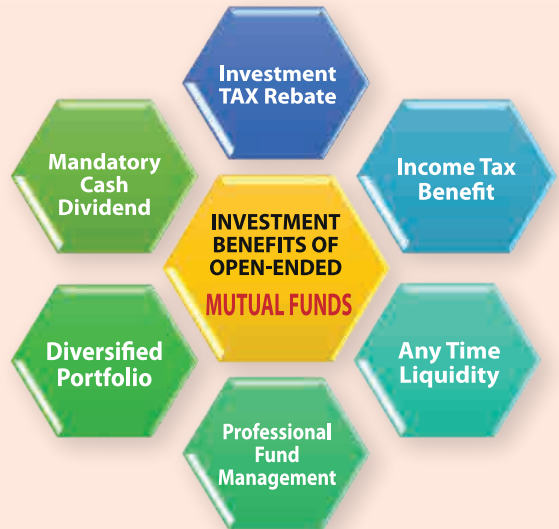 Investment
TAX Rebate
Mandatory
Cash
Dividend
Income Tax
Benefit
INVESTMENT
BENEFITS OF
OPEN-ENDED
MUTUAL FUNDS
Diversified
Portfolio
Any Time
Liquidity
Professional
Fund
Management